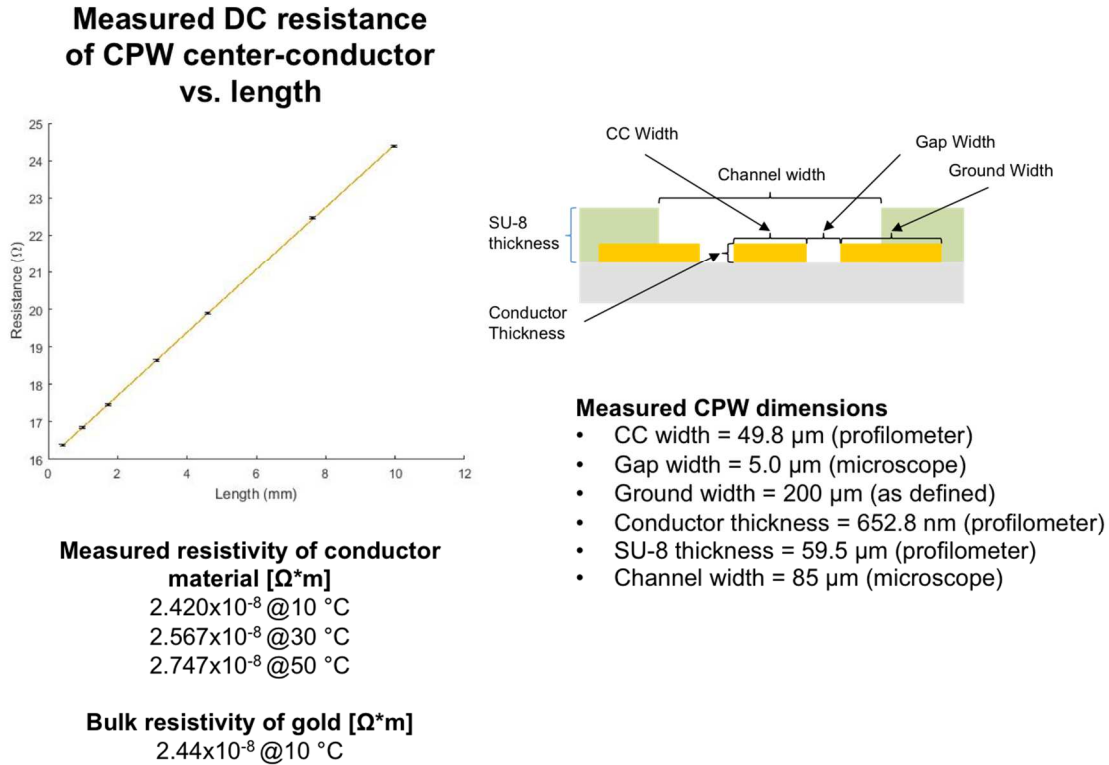 Measured DC resistance
of CPW center-conductor
vs. length
25
24
23
22
21
20
19
18
17
16
Resistance (Ω)
0
2
4
6
8
10
12
Length (mm)
Measured resistivity of conductor
material [Ω*m]
2.420x10⁻⁸ @10 °C
2.567x10⁻⁸ @30 °C
2.747x10⁻⁸ @50 °C
Bulk resistivity of gold [Ω*m]
2.44x10⁻⁸ @10 °C
CC Width
Gap Width
Channel width
Ground Width
SU-8
thickness
Conductor
Thickness
Measured CPW dimensions
• CC width = 49.8 μm (profilometer)
• Gap width = 5.0 μm (microscope)
• Ground width = 200 μm (as defined)
• Conductor thickness = 652.8 nm (profilometer)
• SU-8 thickness = 59.5 μm (profilometer)
• Channel width = 85 μm (microscope)